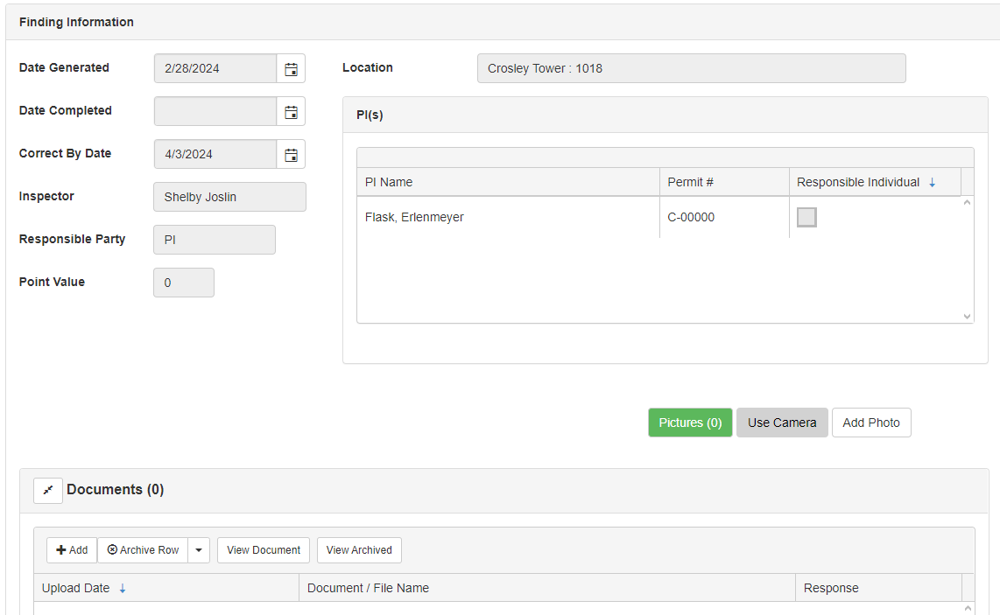 Finding Information
Date Generated
2/28/2024
Location
Crosley Tower : 1018
Date Completed
PI(s)
Correct By Date
4/3/2024
PI Name
Permit #
Responsible Individual
Inspector
Shelby Joslin
Flask, Erlenmeyer
C-00000
Responsible Party
PI
Point Value
0
Pictures (0)
Use Camera
Add Photo
Documents (0)
Add
Archive Row
View Document
View Archived
Upload Date
Document / File Name
Response